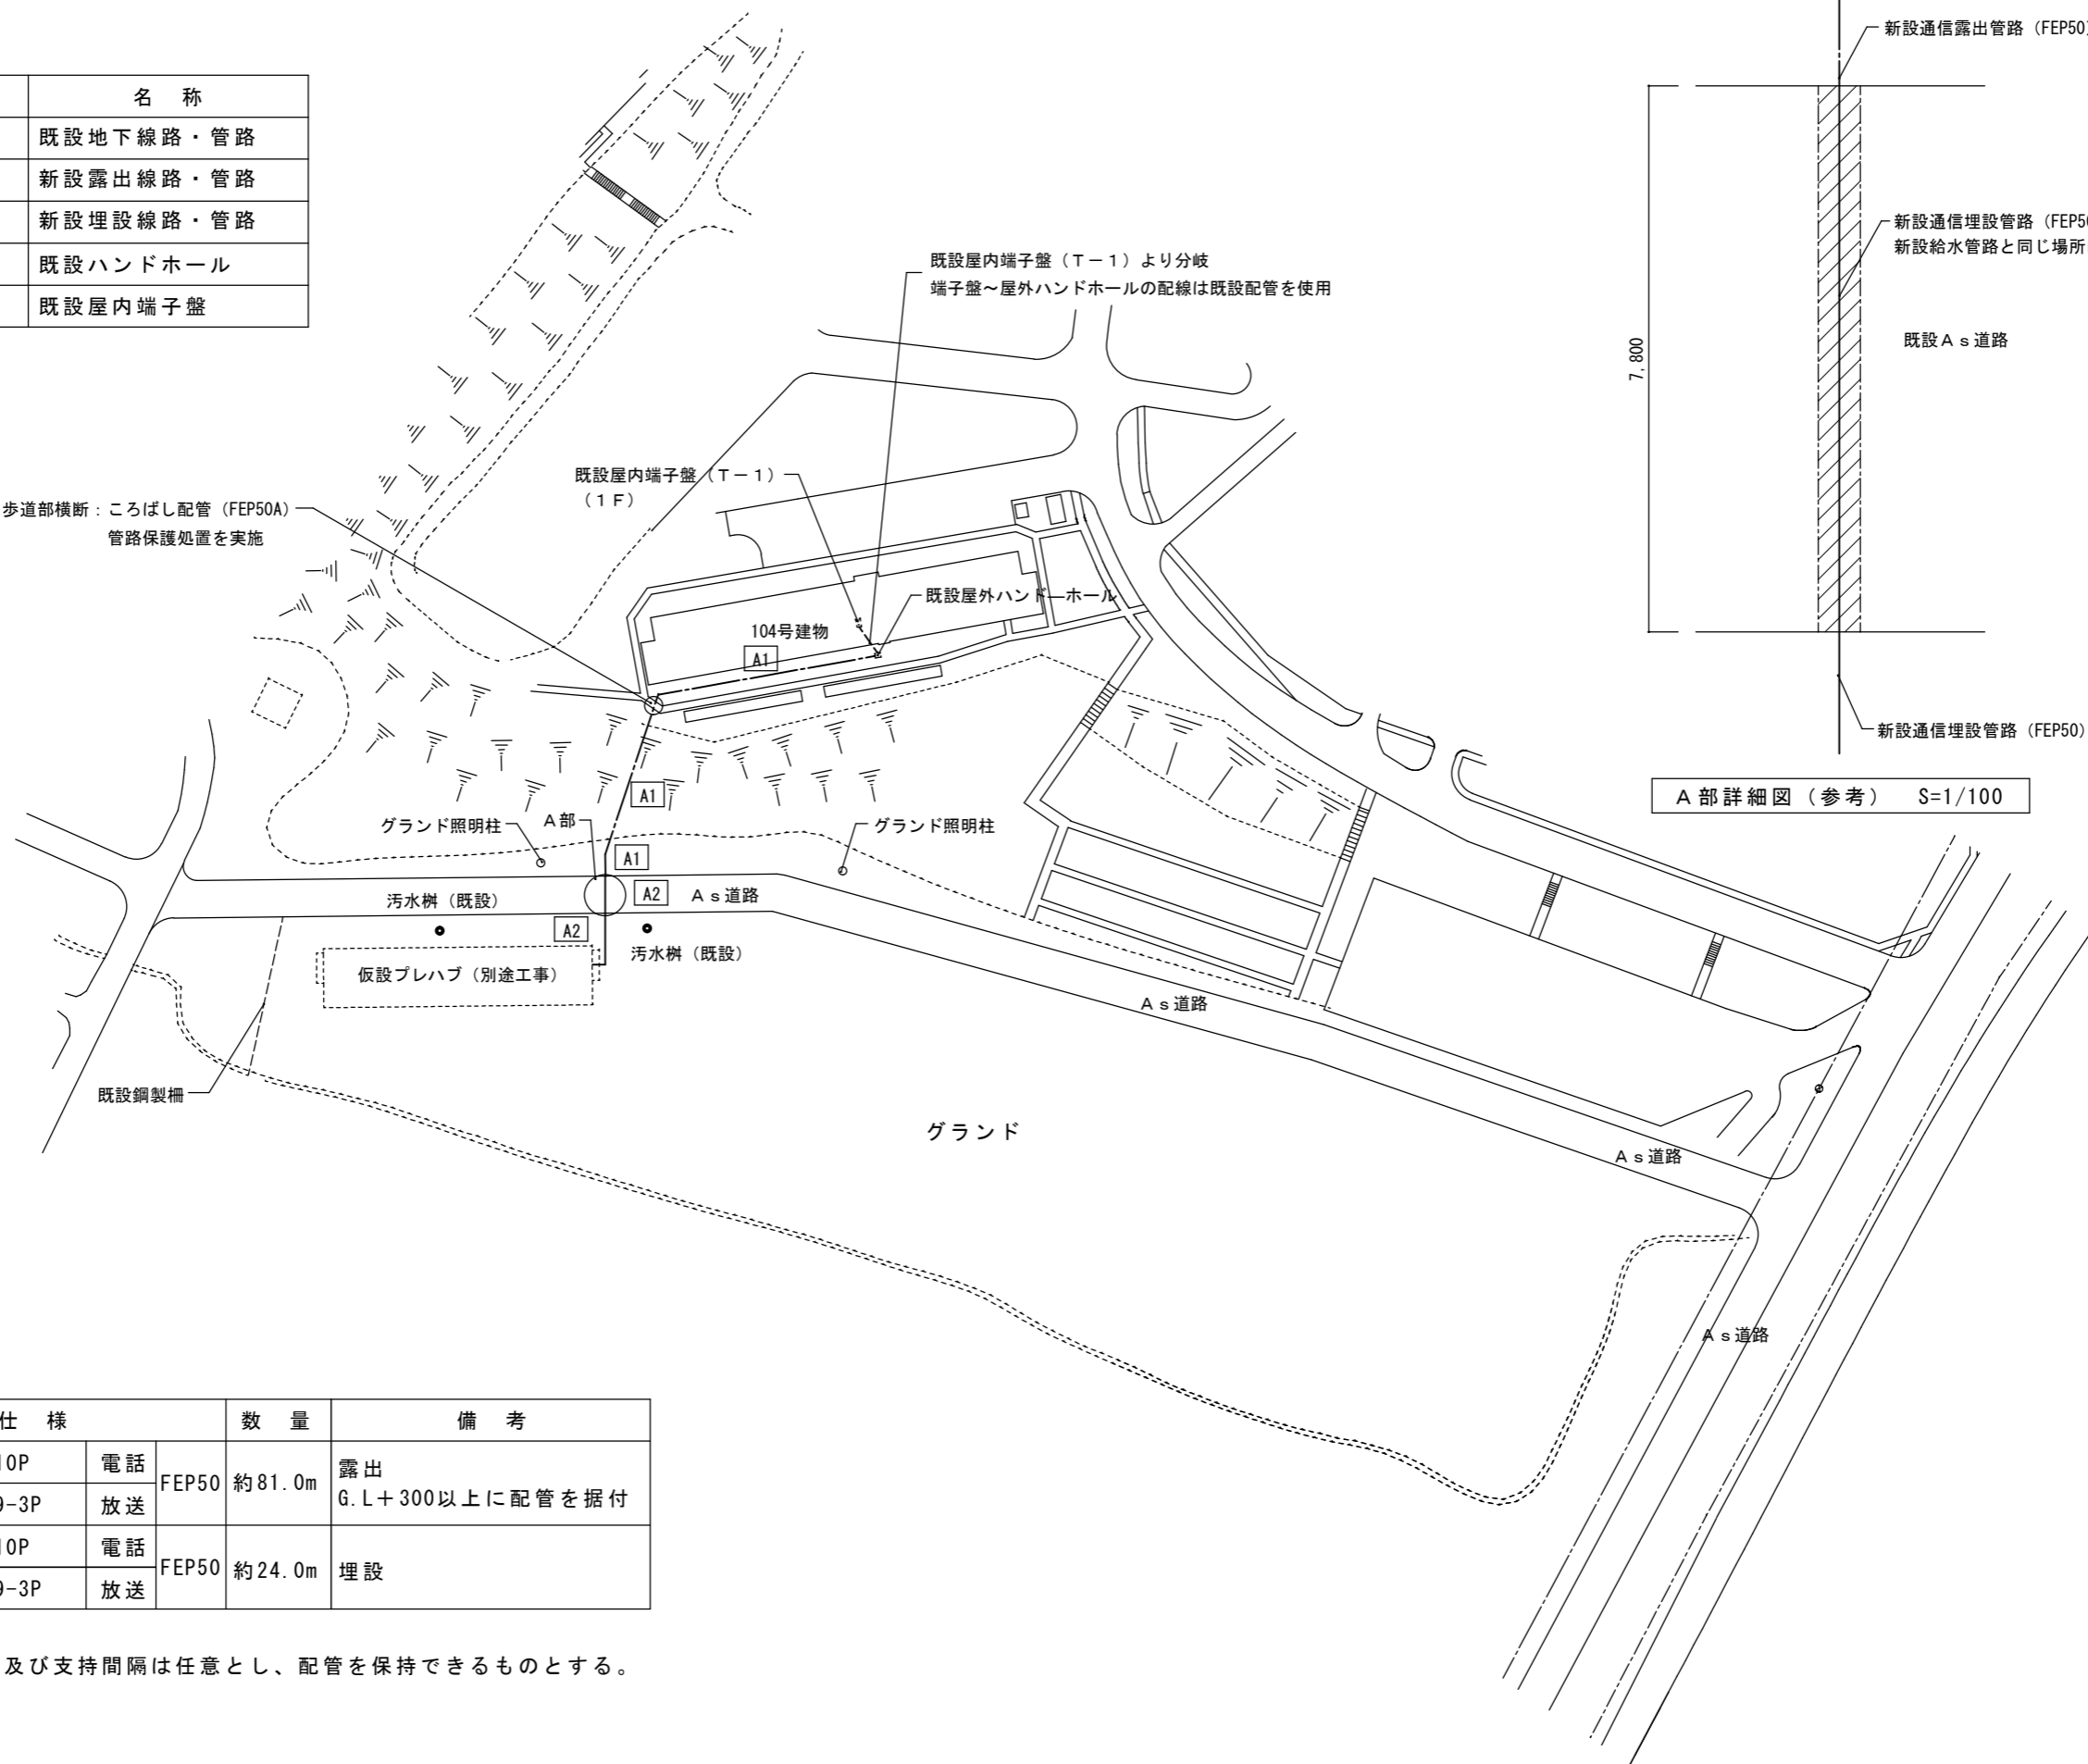 名　称
既設地下線路・管路
新設露出線路・管路
新設埋設線路・管路
既設ハンドホール
既設屋内端子盤
新設通信露出管路（FEP50）
新設通信埋設管路（FEP50
新設給水管路と同じ場所
既設Ａｓ道路
7,800
新設通信埋設管路（FEP50）
Ａ部詳細図（参考）　S=1/100
既設屋内端子盤（Ｔ－１）より分岐
端子盤～屋外ハンドホールの配線は既設配管を使用
既設屋内端子盤（Ｔ－１）
（１Ｆ）
歩道部横断：ころばし配管（FEP50A）
管路保護処置を実施
既設屋外ハンドーホール
104号建物
A1
A1
グランド照明柱
Ａ部
グランド照明柱
A1
A2
Ａｓ道路
汚水桝（既設）
A2
汚水桝（既設）
仮設プレハブ（別途工事）
Ａｓ道路
既設鋼製柵
グランド
Ａｓ道路
Ａｓ道路
仕　様
数　量
備　考
10P
電話
FEP50
約81.0m
露出
G.L＋300以上に配管を据付
9-3P
放送
10P
電話
FEP50
約24.0m
埋設
9-3P
放送
及び支持間隔は任意とし、配管を保持できるものとする。